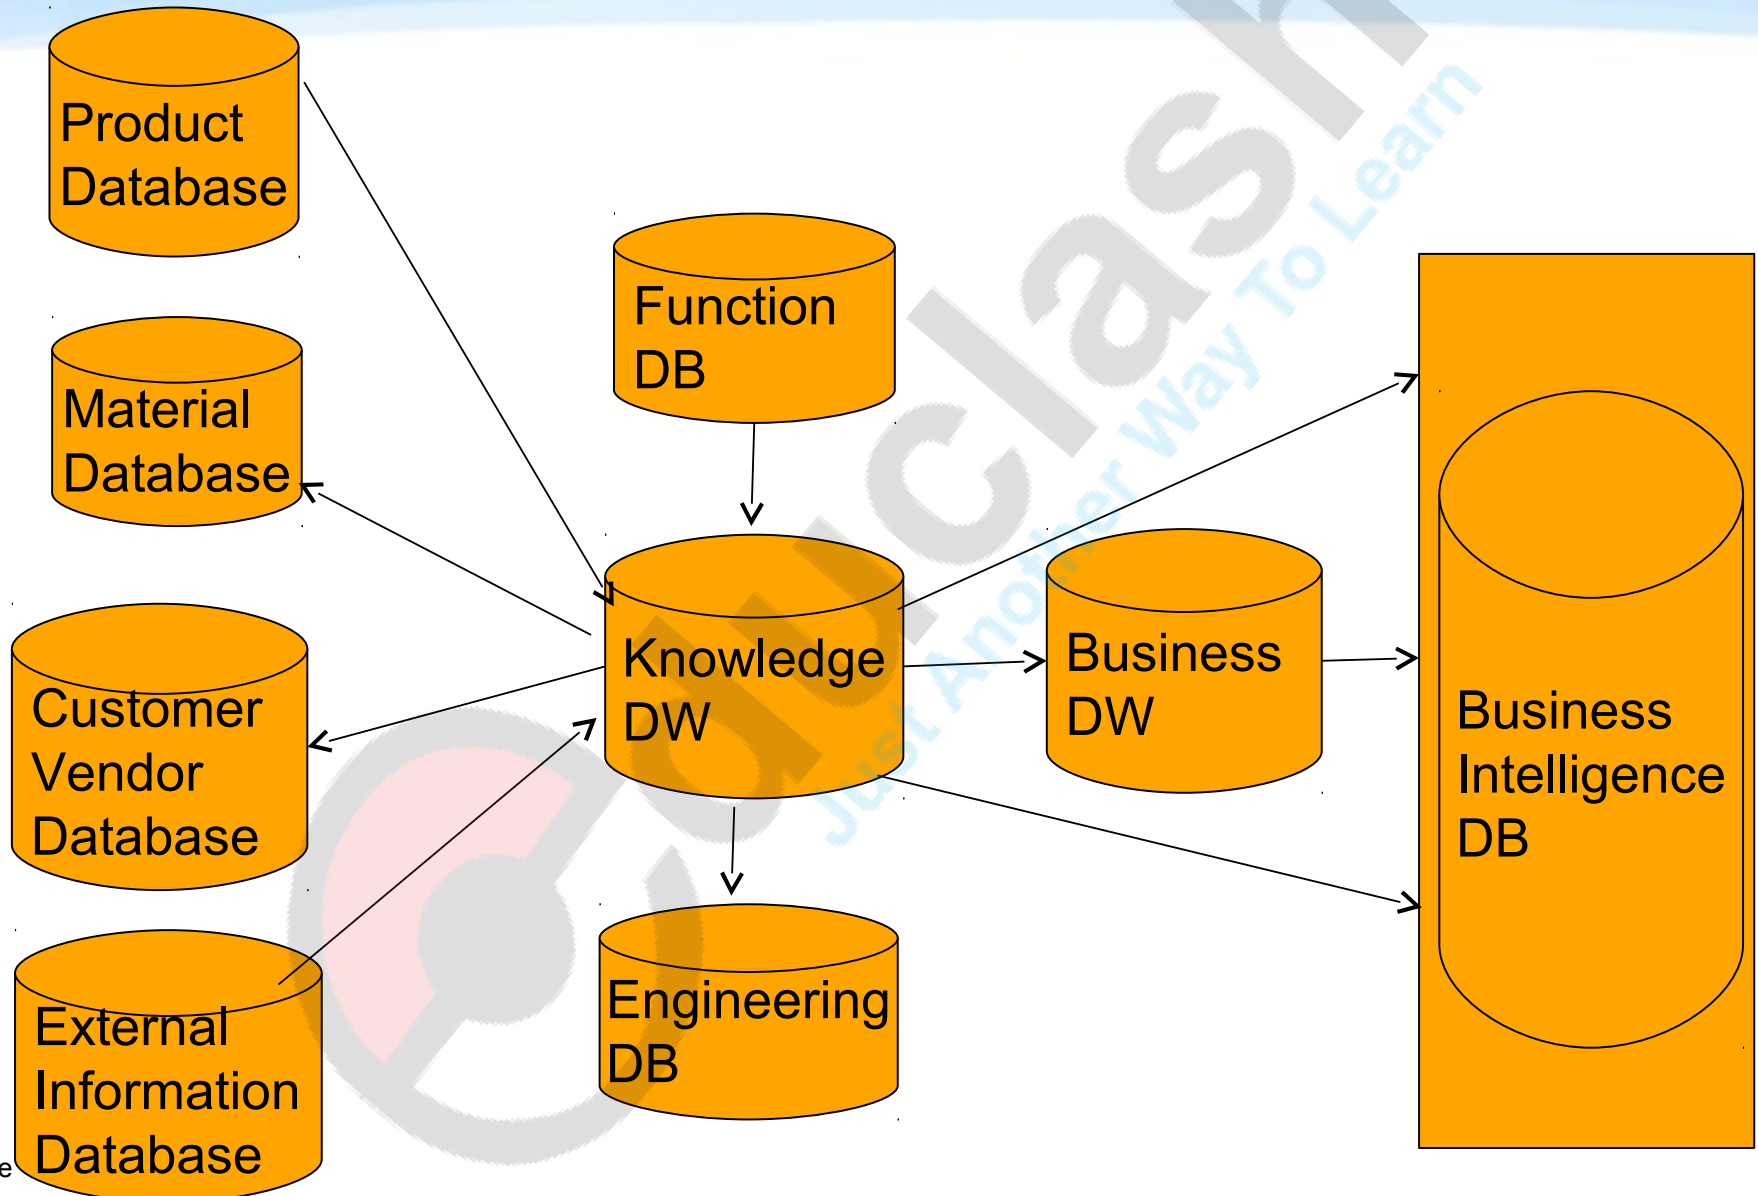 Product
Database
Function
DB
Material
Database
Knowledge
DW
Business
DW
Business
Intelligence
DB
Customer
Vendor
Database
Engineering
DB
External
Information
Database
e
educlash
Just Another Way To Learn